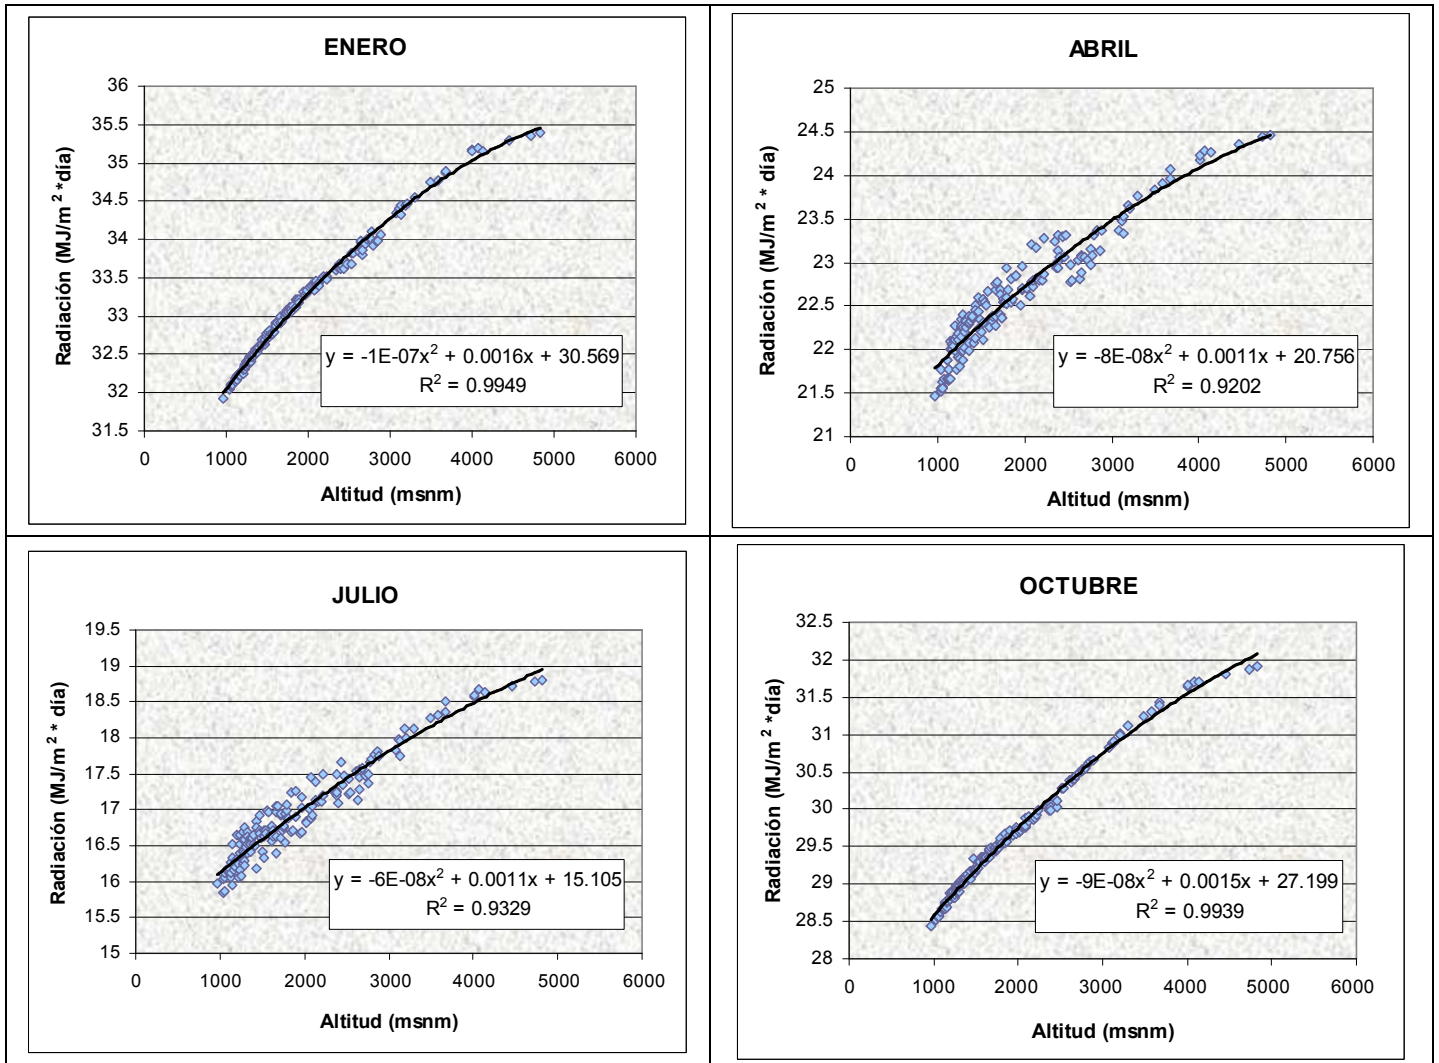 ENERO
Radiación (MJ/m² *día)
36
35.5
35
34.5
34
33.5
33
32.5
32
31.5
y = -1E-07x² + 0.0016x + 30.569
R² = 0.9949
0 1000 2000 3000 4000 5000 6000
Altitud (msnm)
ABRIL
Radiación (MJ/m² * día)
25
24.5
24
23.5
23
22.5
22
21.5
21
y = -8E-08x² + 0.0011x + 20.756
R² = 0.9202
0 1000 2000 3000 4000 5000 6000
Altitud (msnm)
JULIO
Radiación (MJ/m² * día)
19.5
19
18.5
18
17.5
17
16.5
16
15.5
15
y = -6E-08x² + 0.0011x + 15.105
R² = 0.9329
0 1000 2000 3000 4000 5000 6000
Altitud (msnm)
OCTUBRE
Radiación (MJ/m² *día)
32.5
32
31.5
31
30.5
30
29.5
29
28.5
28
y = -9E-08x² + 0.0015x + 27.199
R² = 0.9939
0 1000 2000 3000 4000 5000 6000
Altitud (msnm)